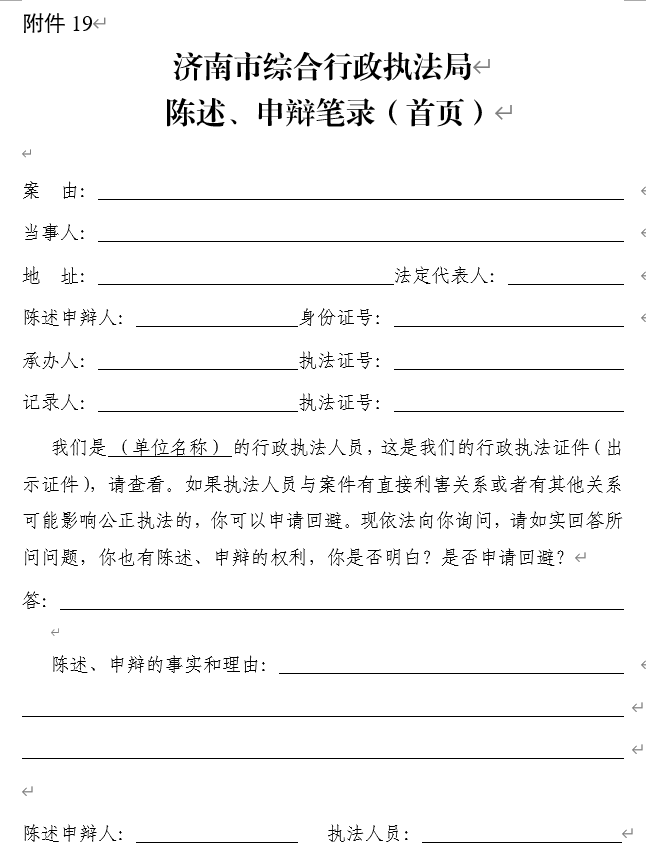 附件 19
济南市综合行政执法局
陈述、申辩笔录（首页）
案　由：
当事人：
地　址：　法定代表人：
陈述申辩人：　身份证号：
承办人：　执法证号：
记录人：　执法证号：
我们是（单位名称）的行政执法人员，这是我们的行政执法证件（出
示证件），请查看。如果执法人员与案件有直接利害关系或者有其他关系
可能影响公正执法的，你可以申请回避。现依法向你询问，请如实回答所
问问题，你也有陈述、申辩的权利，你是否明白？是否申请回避？
答：
陈述、申辩的事实和理由：
陈述申辩人：　执法人员：